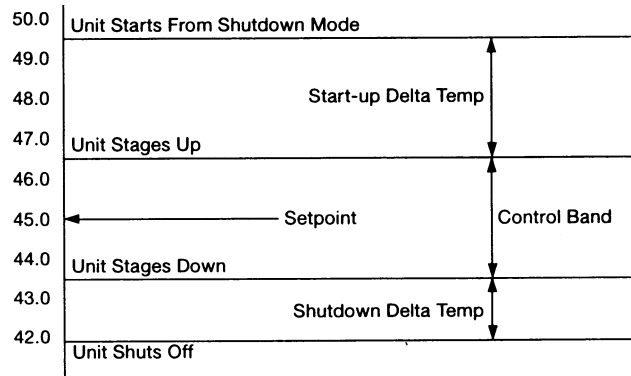 50.0 Unit Starts From Shutdown Mode
49.0
48.0 Start-up Delta Temp
47.0
Unit Stages Up
46.0
45.0 Setpoint Control Band
44.0
Unit Stages Down
43.0
Shutdown Delta Temp
42.0
Unit Shuts Off